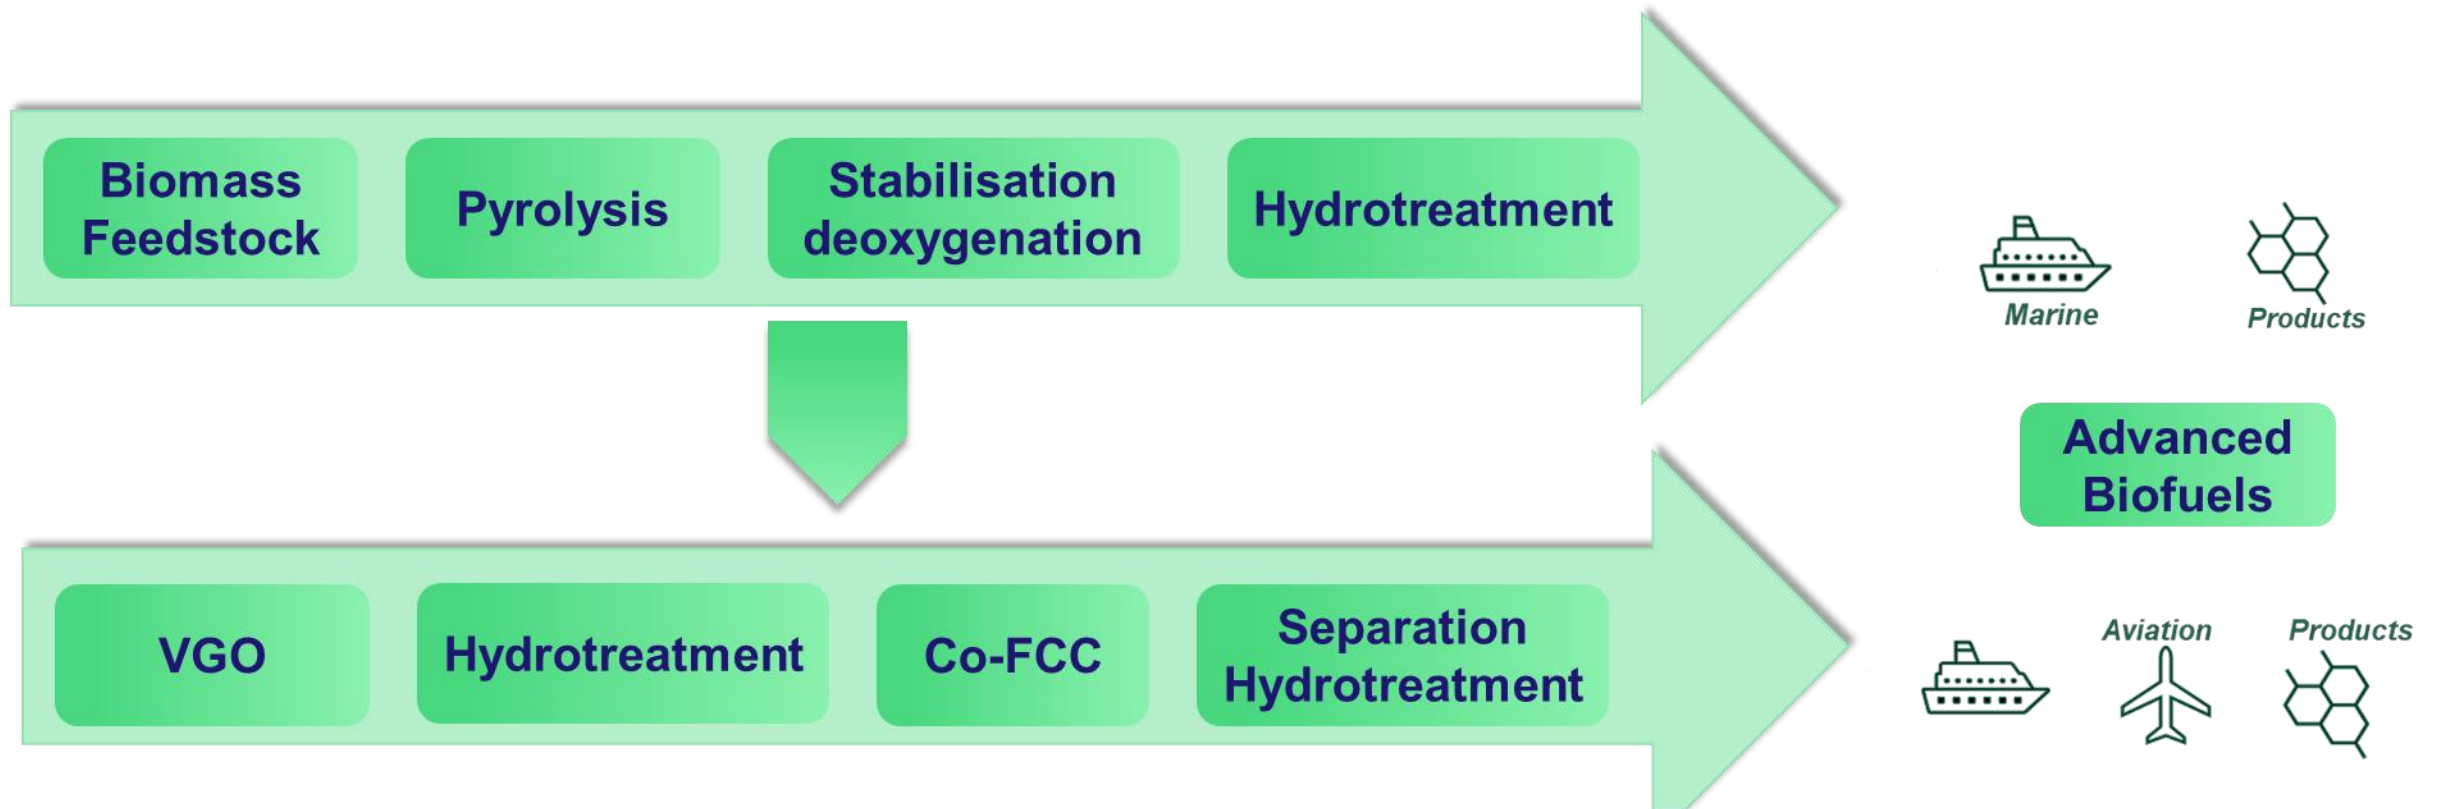 Biomass
Feedstock
Pyrolysis
Stabilisation
deoxygenation
Hydrotreatment
Marine
Products
Advanced
Biofuels
VGO
Hydrotreatment
Co-FCC
Separation
Hydrotreatment
Aviation
Products